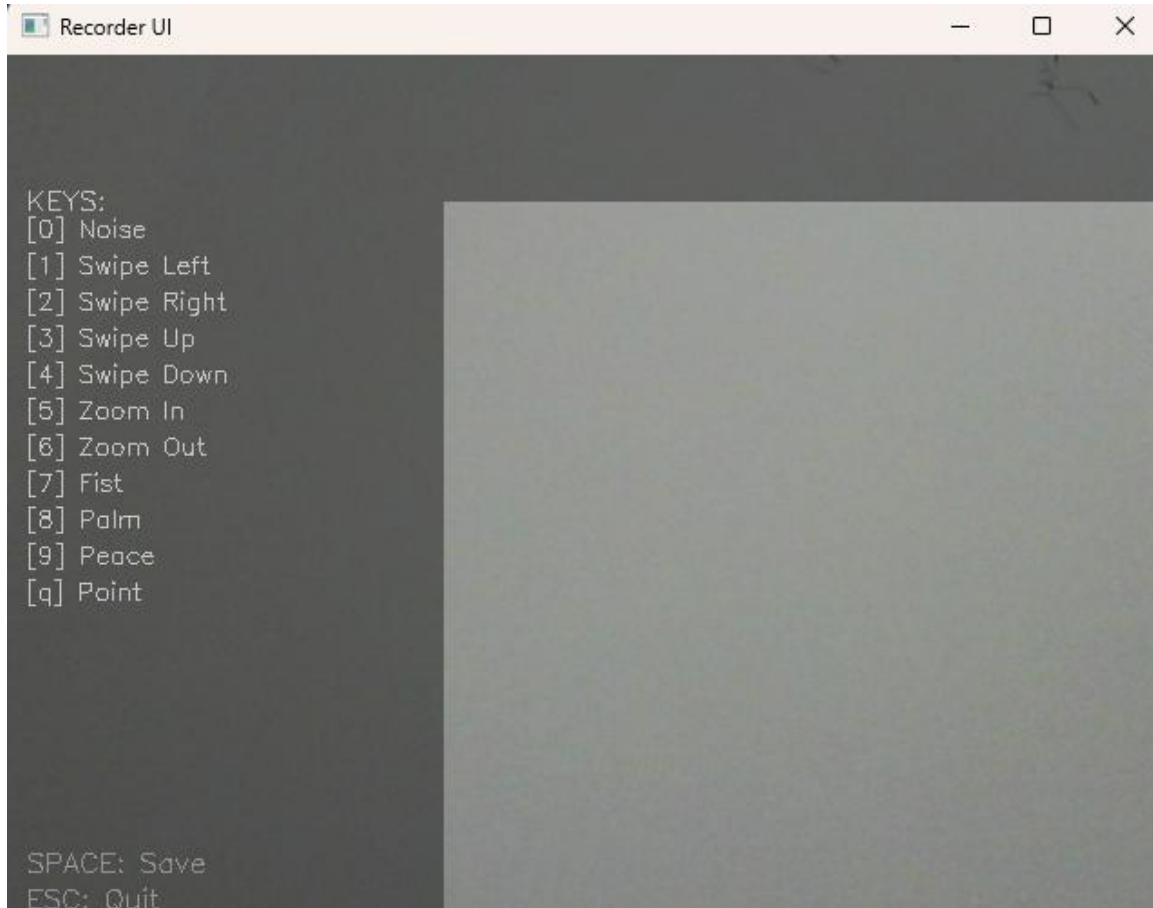 Recorder UI
KEYS:
[0] Noise
[1] Swipe Left
[2] Swipe Right
[3] Swipe Up
[4] Swipe Down
[5] Zoom In
[6] Zoom Out
[7] Fist
[8] Palm
[9] Peace
[q] Point
SPACE: Save
ESC: Quit